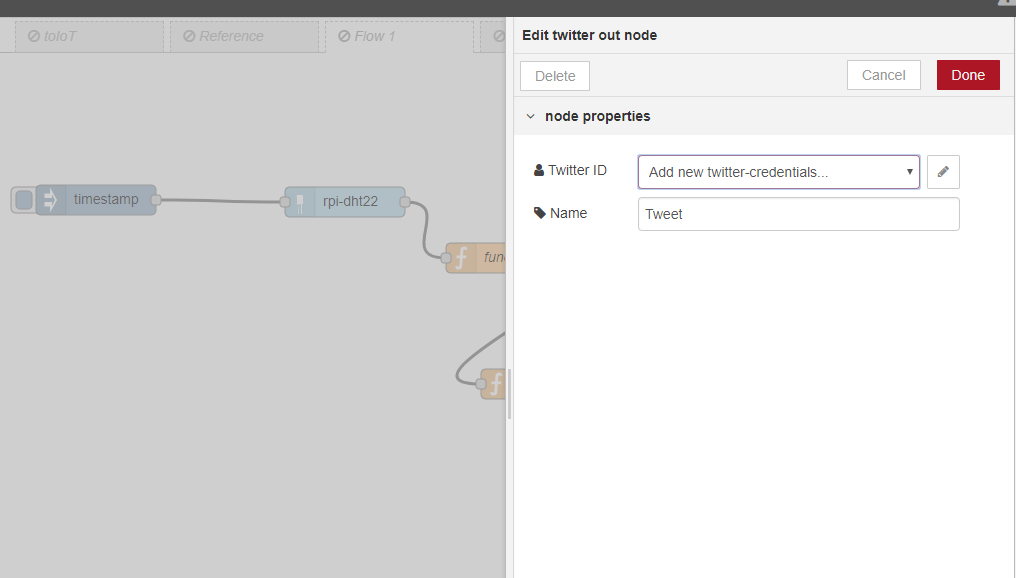 toIoT
Reference
Flow 1
Edit twitter out node
Delete
Cancel
Done
node properties
Twitter ID
Add new twitter-credentials...
Name
Tweet
timestamp
rpi-dht22
fun